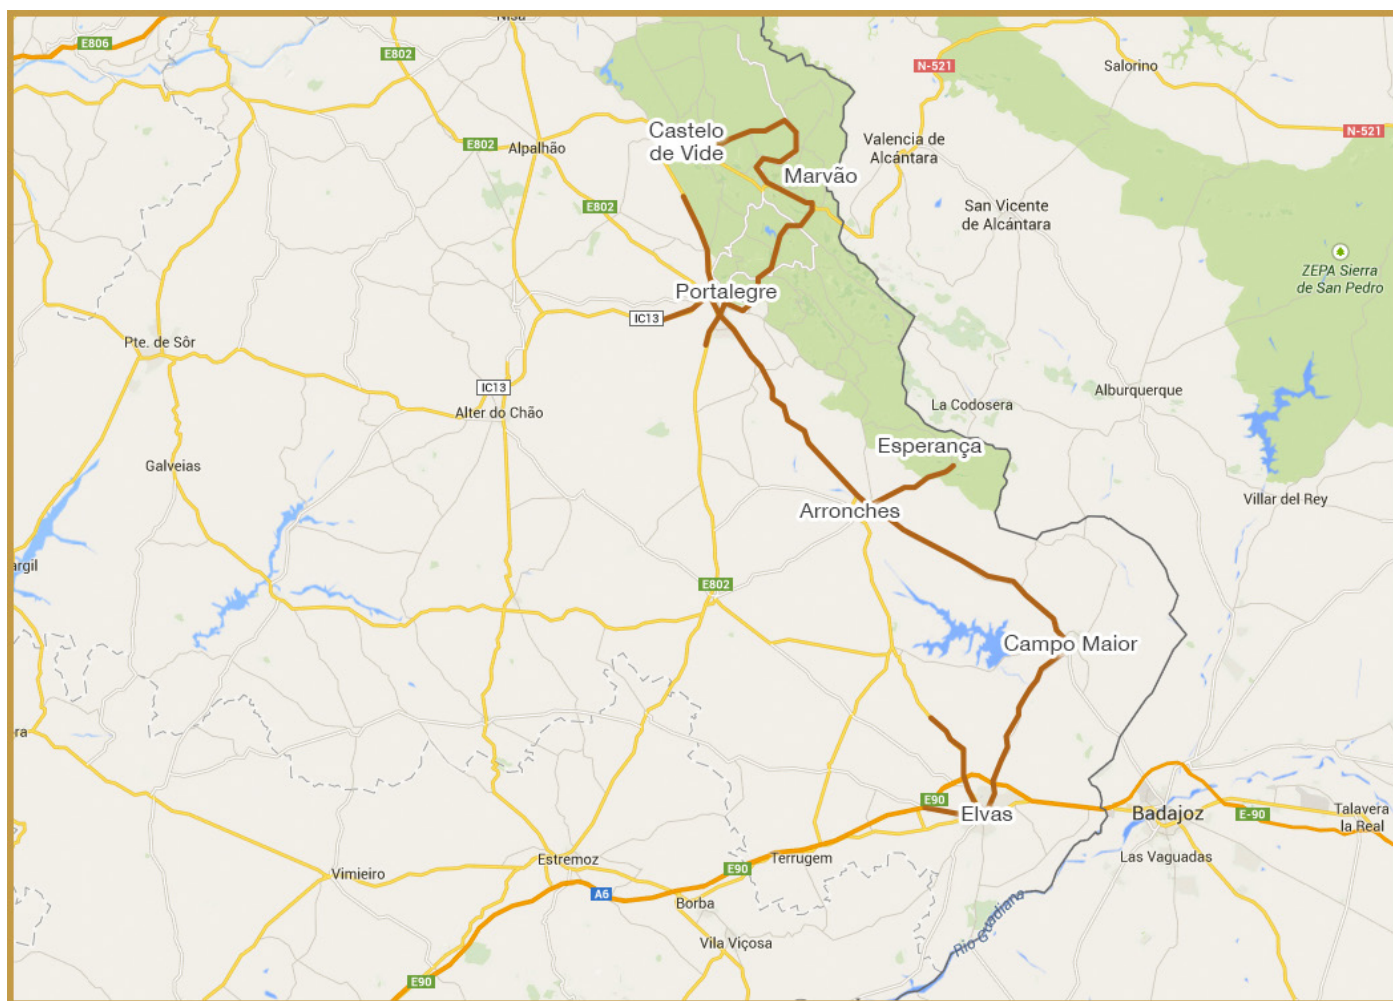 Nisa
E806
E802
N-521
Salorino
N-521
Castelo
de Vide
E802
Alpalhão
Valencia de
Alcántara
Marvão
E802
San Vicente
de Alcántara
ZEPA Sierra
de San Pedro
Portalegre
IC13
Pte. de Sôr
IC13
Alter do Chão
Alburquerque
La Codosera
Esperança
Galveias
Villar del Rey
Arronches
argil
E802
Campo Maior
ra
E90
Elvas
Badajoz
E-90
Talavera
la Real
Estremoz
Terrugem
Las Vaguadas
Vimieiro
E90
A6
Borba
Rio Guadiana
Vila Viçosa
E90